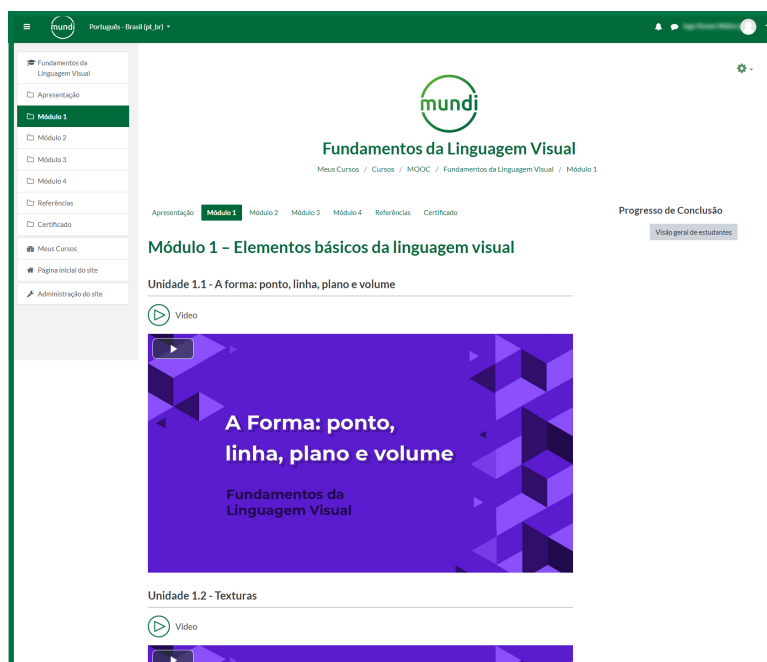 mundi
Português - Brasil (pt_br)
Fundamentos da
Linguagem Visual
Apresentação
Módulo 1
Módulo 2
Módulo 3
Módulo 4
Referências
Certificado
Meus Cursos
Página inicial do site
Administração do site
mundi
Fundamentos da Linguagem Visual
Meus Cursos / Cursos / MOOC / Fundamentos da Linguagem Visual / Módulo 1
Apresentação Módulo 1 Módulo 2 Módulo 3 Módulo 4 Referências Certificado
Progresso de Conclusão
Visão geral de estudantes
Módulo 1 – Elementos básicos da linguagem visual
Unidade 1.1 - A forma: ponto, linha, plano e volume
Vídeo
A Forma: ponto,
linha, plano e volume
Fundamentos da
Linguagem Visual
Unidade 1.2 - Texturas
Vídeo